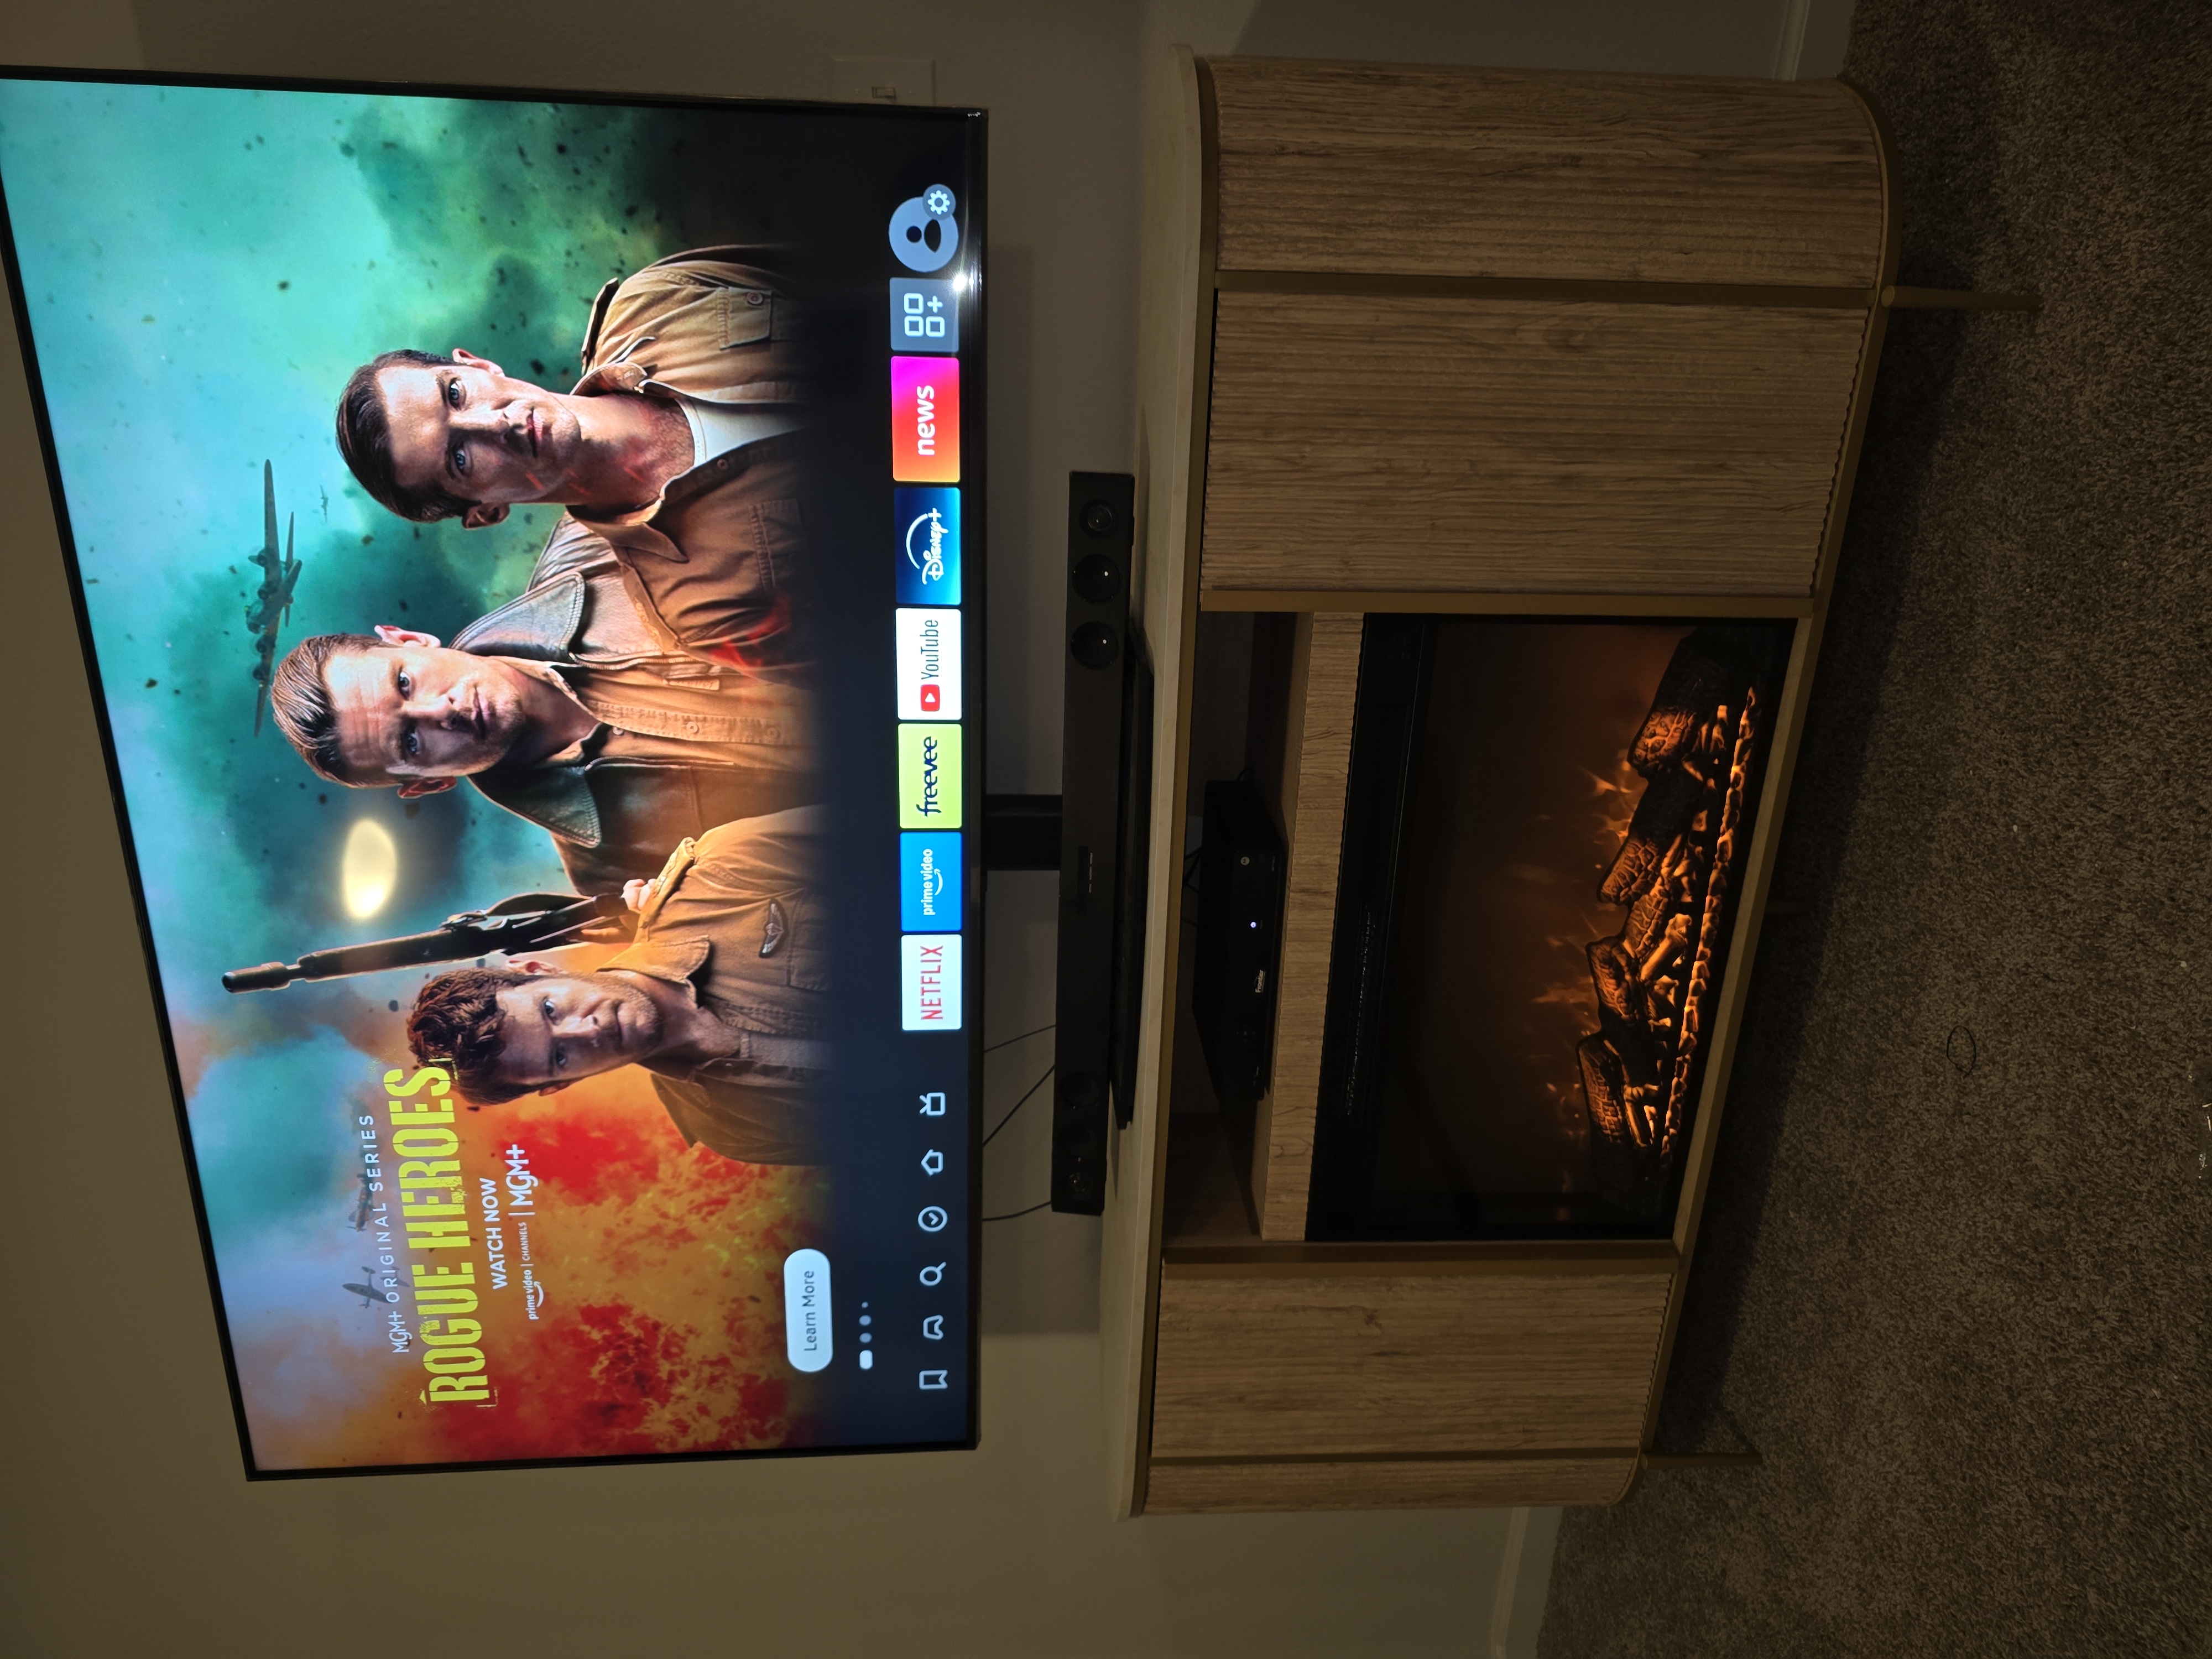 MGM+ ORIGINAL SERIES
ROGUE HEROES
WATCH NOW
prime video | CHANNELS | MGM+
Learn More
NETFLIX
prime video
freevee
YouTube
Disney+
news
Frontier